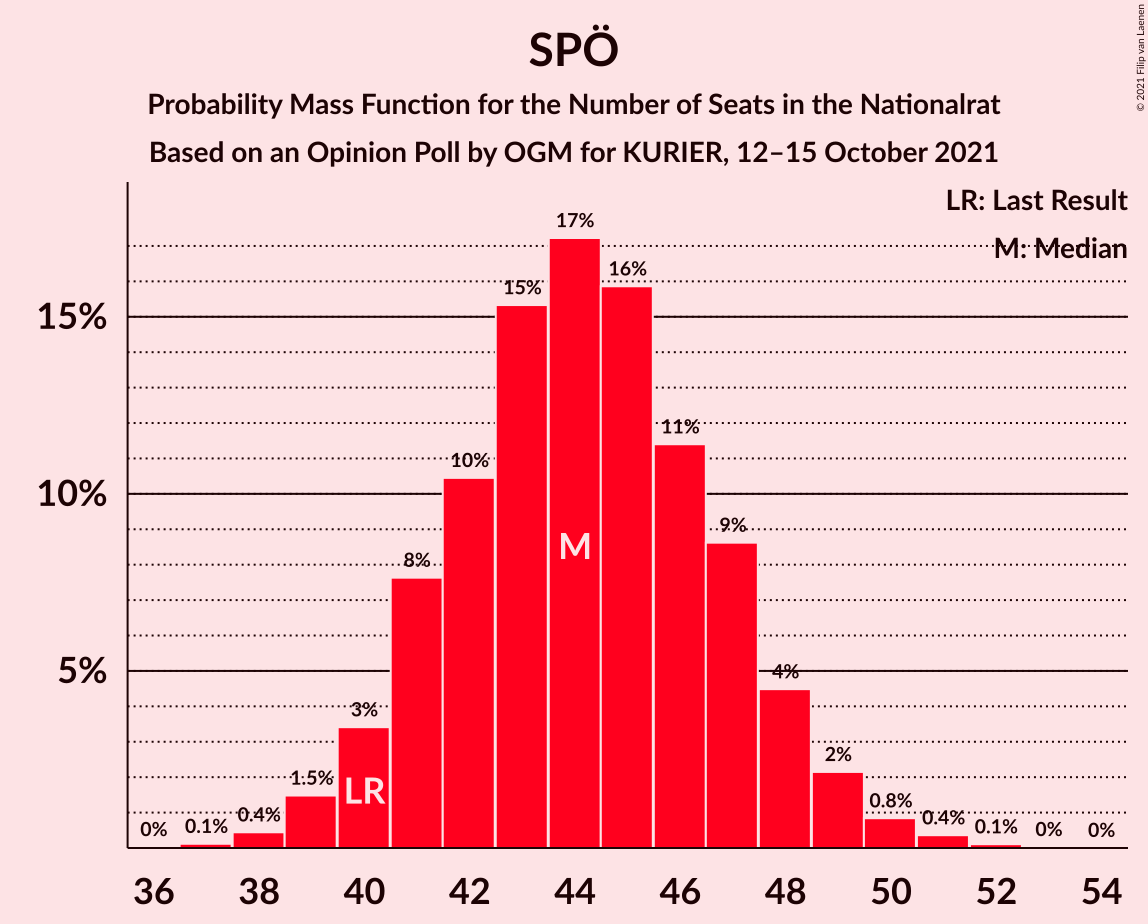 SPÖ
Probability Mass Function for the Number of Seats in the Nationalrat
Based on an Opinion Poll by OGM for KURIER, 12–15 October 2021
© 2021 Filip van Laenen
LR: Last Result
M: Median
15%
10%
5%
0%
0.1%
0.4%
1.5%
3%
8%
10%
15%
17%
16%
11%
9%
4%
2%
0.8%
0.4%
0.1%
0%
0%
LR
M
36 38 40 42 44 46 48 50 52 54